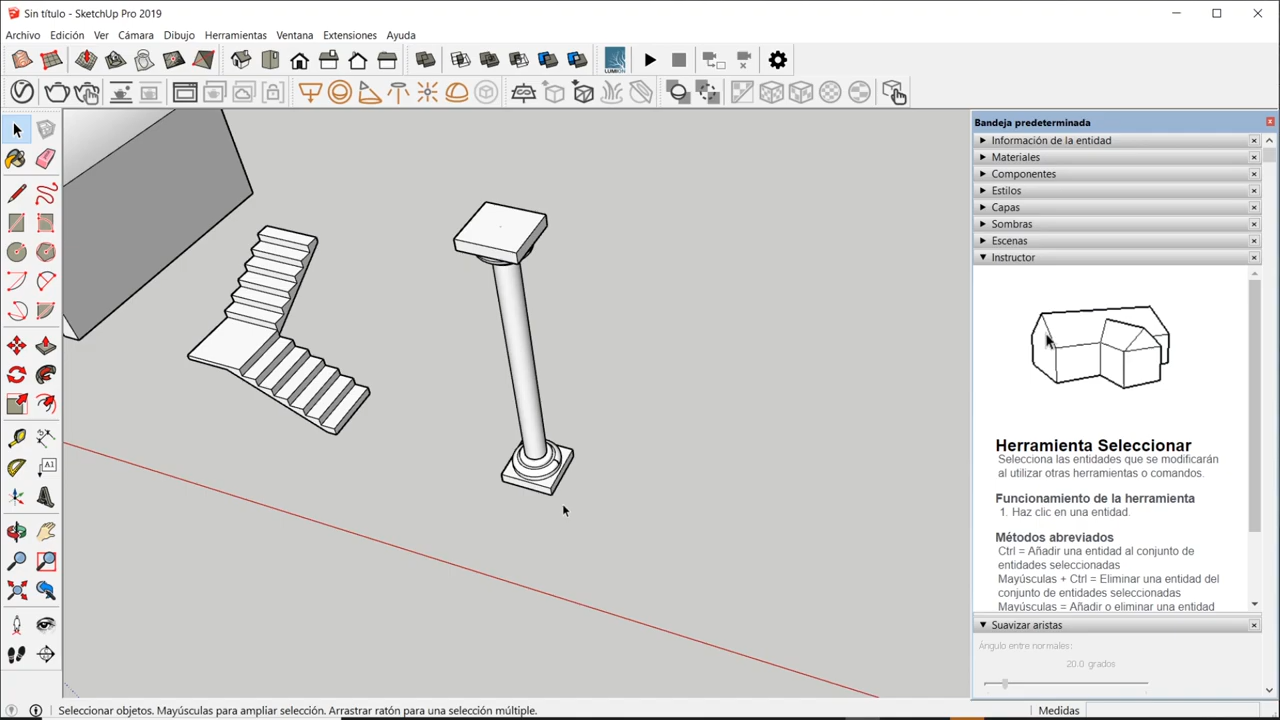 Sin título - SketchUp Pro 2019
Archivo Edición Ver Cámara Dibujo Herramientas Ventana Extensiones Ayuda
LUMION
Bandeja predeterminada
Información de la entidad
Materiales
Componentes
Estilos
Capas
Sombras
Escenas
Instructor
Herramienta Seleccionar
Selecciona las entidades que se modificarán
al utilizar otras herramientas o comandos.
Funcionamiento de la herramienta
1. Haz clic en una entidad.
Métodos abreviados
Ctrl = Añadir una entidad al conjunto de
entidades seleccionadas
Mayúsculas + Ctrl = Eliminar una entidad del
conjunto de entidades seleccionadas
Mayúsculas = Añadir o eliminar una entidad
Suavizar aristas
Ángulo entre normales:
20.0 grados
Seleccionar objetos. Mayúsculas para ampliar selección. Arrastrar ratón para una selección múltiple.
Medidas